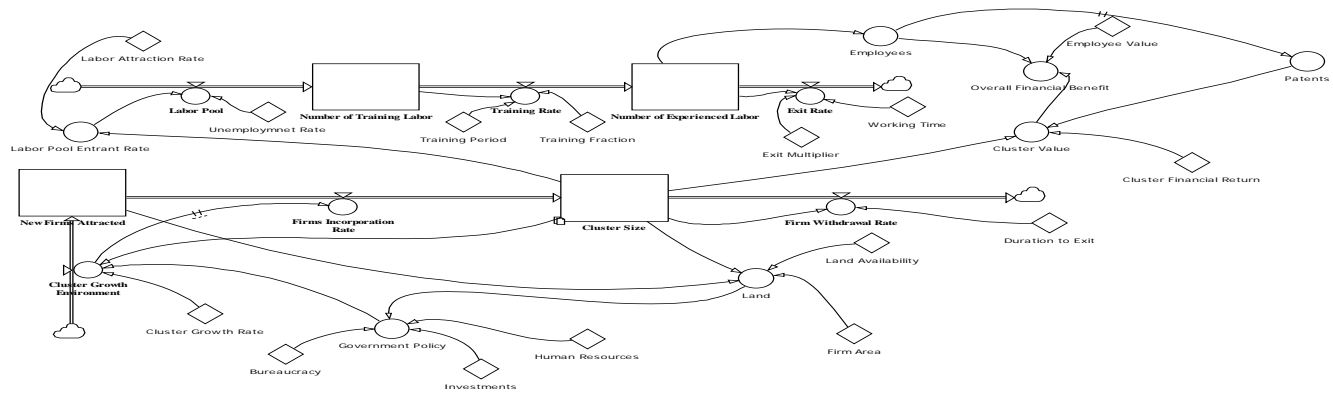 Employees
Employee Value
Labor Attraction Rate
Patents
Overall Financial Benefit
Labor Pool
Number of Training Labor
Training Rate
Number of Experienced Labor
Exit Rate
Working Time
Unemploymnet Rate
Training Period
Training Fraction
Labor Pool Entrant Rate
Exit Multiplier
Cluster Value
Cluster Financial Return
New Firms Attracted
Firms Incorporation
Rate
Cluster Size
Firm Withdrawal Rate
Duration to Exit
Land Availability
Cluster Growth
Environment
Land
Cluster Growth Rate
Government Policy
Human Resources
Firm Area
Bureaucracy
Investments